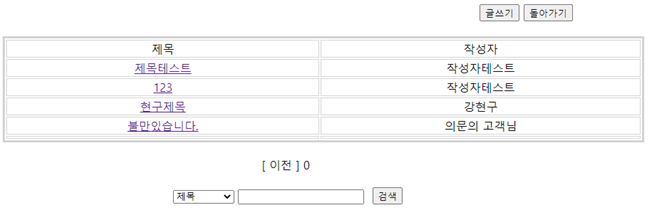 글쓰기 돌아가기
제목 작성자
제목테스트 작성자테스트
123 작성자테스트
현구제목 강현구
불만있습니다. 의문의 고객님
[ 이전 ] 0
제목 검색